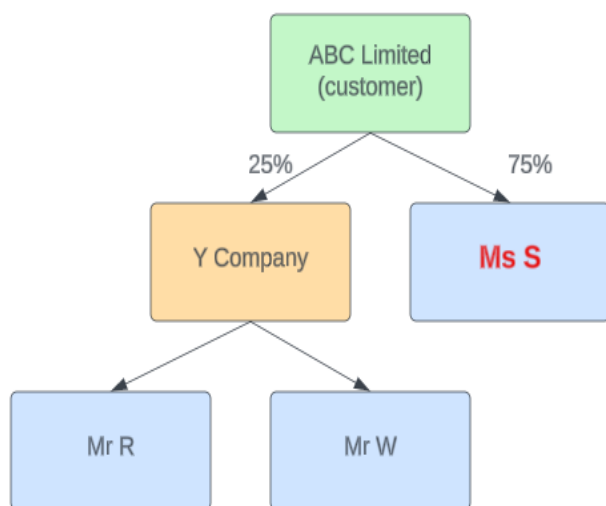 ABC Limited
(customer)
25%
75%
Y Company
Ms S
Mr R
Mr W